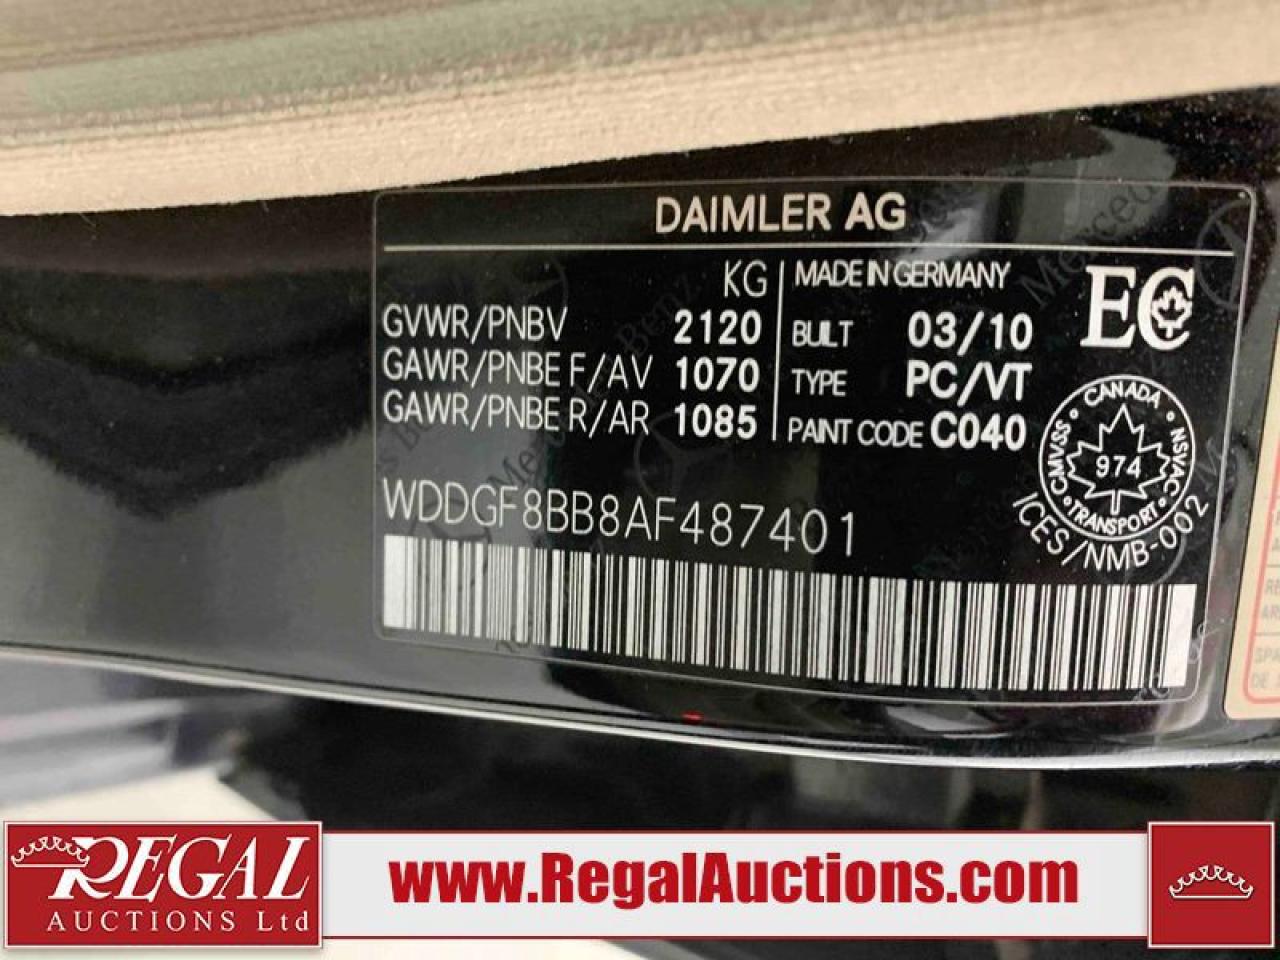 DAIMLER AG
KG
GVWR/PNBV 2120
GAWR/PNBE F/AV 1070
GAWR/PNBE R/AR 1085
MADE IN GERMANY
BUILT 03/10
TYPE PC/VT
PAINT CODE C040
EC
CANADA
CMVSS
NSVAC
974
TRANSPORT
ICES/NMB-002
WDDGF8BB8AF487401
REGAL
AUCTIONS Ltd
www.RegalAuctions.com